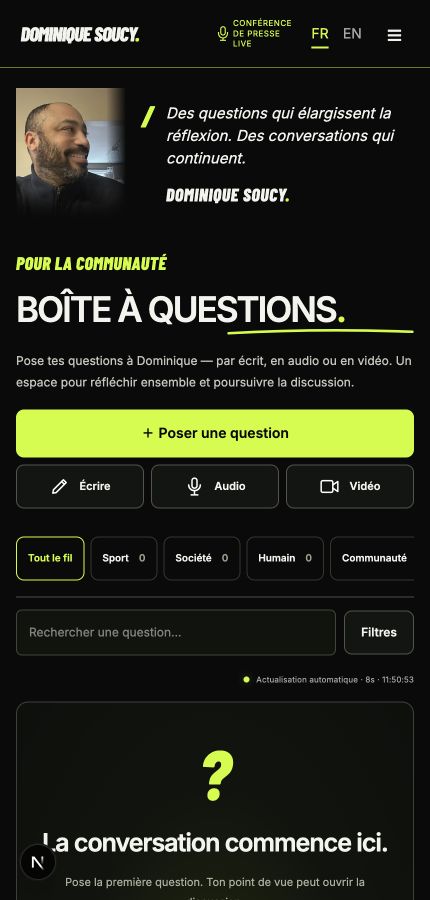 DOMINIQUE SOUCY.
CONFÉRENCE
DE PRESSE
LIVE
FR EN
Des questions qui élargissent la
réflexion. Des conversations qui
continuent.
DOMINIQUE SOUCY.
POUR LA COMMUNAUTÉ
BOÎTE À QUESTIONS.
Pose tes questions à Dominique — par écrit, en audio ou en vidéo. Un
espace pour réfléchir ensemble et poursuivre la discussion.
+ Poser une question
Écrire Audio Vidéo
Tout le fil Sport 0 Société 0 Humain 0 Communauté
Rechercher une question... Filtres
Actualisation automatique · 8s · 11:50:53
?
La conversation commence ici.
N
Pose la première question. Ton point de vue peut ouvrir la